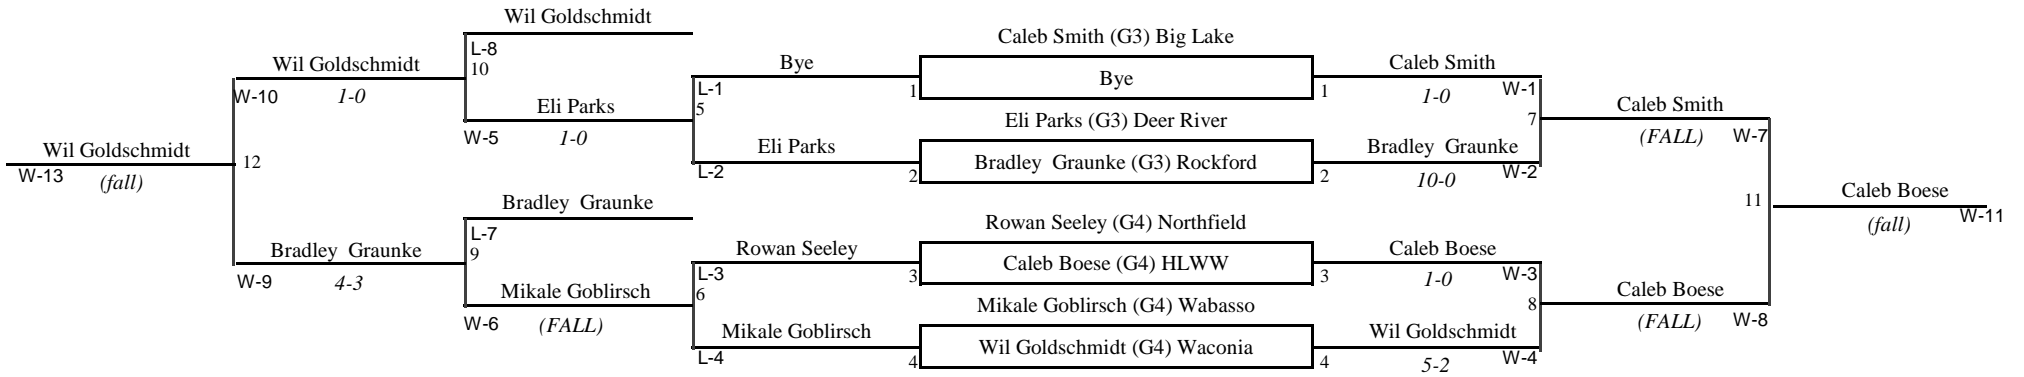 Wil Goldschmidt
L-8
10
Wil Goldschmidt
W-10
1-0
Eli Parks
W-5
1-0
Wil Goldschmidt
W-13
(fall)
12
Bradley Graunke
L-7
9
Bradley Graunke
W-9
4-3
Mikale Goblirsch
W-6
(FALL)
Bye
L-1
5
1
Eli Parks
L-2
2
Rowan Seeley
L-3
6
3
Mikale Goblirsch
L-4
4
Caleb Smith (G3) Big Lake
Bye
Eli Parks (G3) Deer River
Bradley Graunke (G3) Rockford
Rowan Seeley (G4) Northfield
Caleb Boese (G4) HLWW
Mikale Goblirsch (G4) Wabasso
Wil Goldschmidt (G4) Waconia
Caleb Smith
1
1-0
W-1
7
Bradley Graunke
2
10-0
W-2
Caleb Boese
3
1-0
W-3
8
Wil Goldschmidt
4
5-2
W-4
Caleb Smith
(FALL)
W-7
11
Caleb Boese
(FALL)
W-8
Caleb Boese
(fall)
W-11